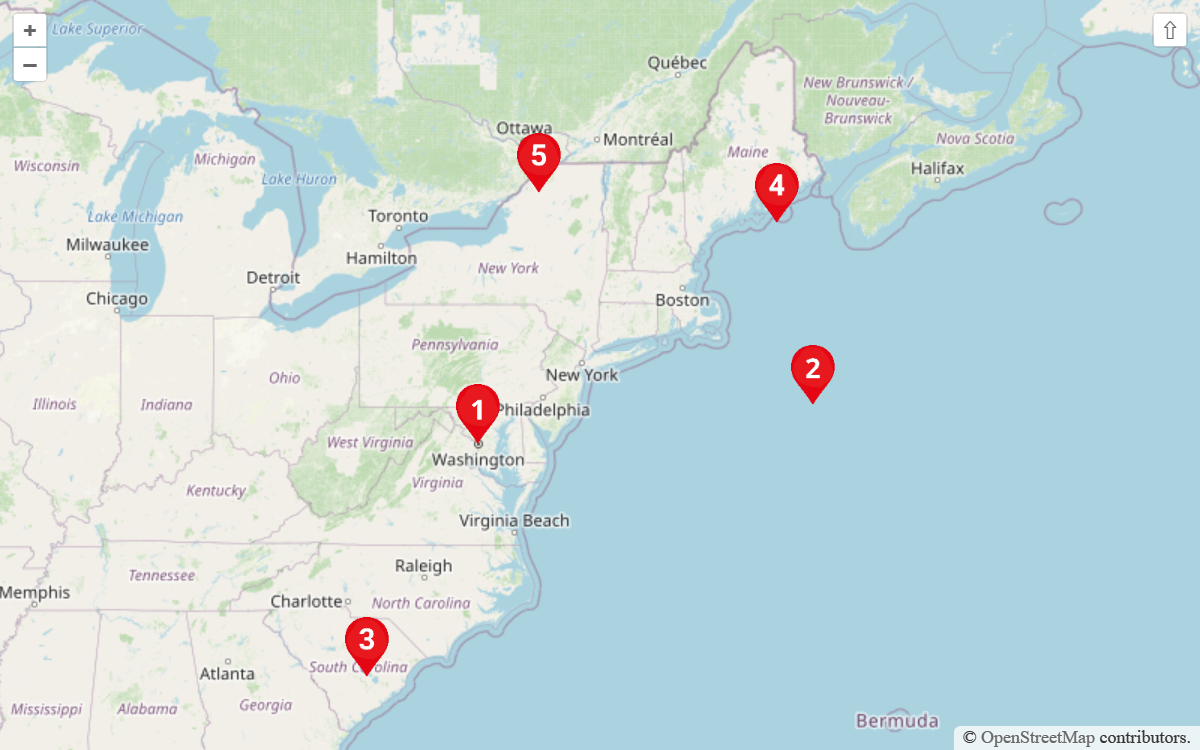 +
Lake Superior
⇧
−
Québec
New Brunswick /
Nouveau-
Brunswick
Ottawa
Montréal
Nova Scotia
Wisconsin
Michigan
5
Maine
Halifax
Lake Huron
4
Lake Michigan
Toronto
Milwaukee
Hamilton
New York
Detroit
Chicago
Boston
Pennsylvania
2
New York
Ohio
Illinois
Indiana
1
Philadelphia
West Virginia
Washington
Virginia
Kentucky
Virginia Beach
Raleigh
Tennessee
Memphis
Charlotte
North Carolina
3
South Carolina
Atlanta
Georgia
Mississippi
Alabama
Bermuda
© OpenStreetMap contributors.